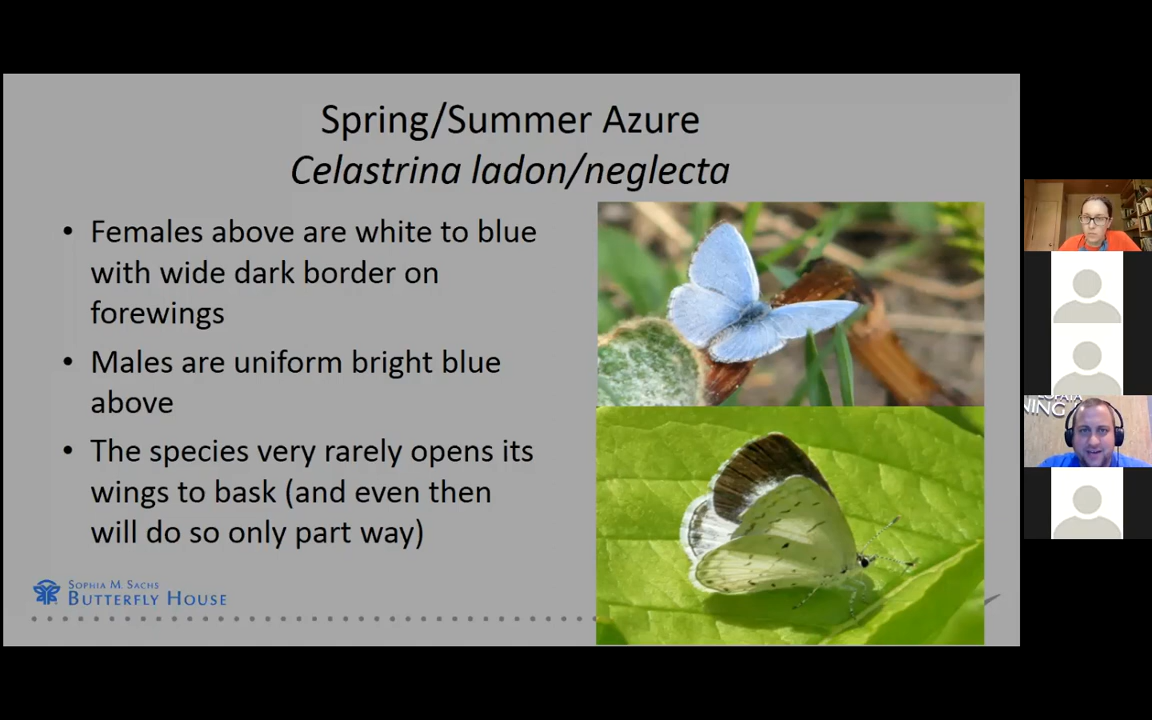 Spring/Summer Azure
Celastrina ladon/neglecta
• Females above are white to blue
with wide dark border on
forewings
• Males are uniform bright blue
above
• The species very rarely opens its
wings to bask (and even then
will do so only part way)
SOPHIA M. SACHS
BUTTERFLY HOUSE